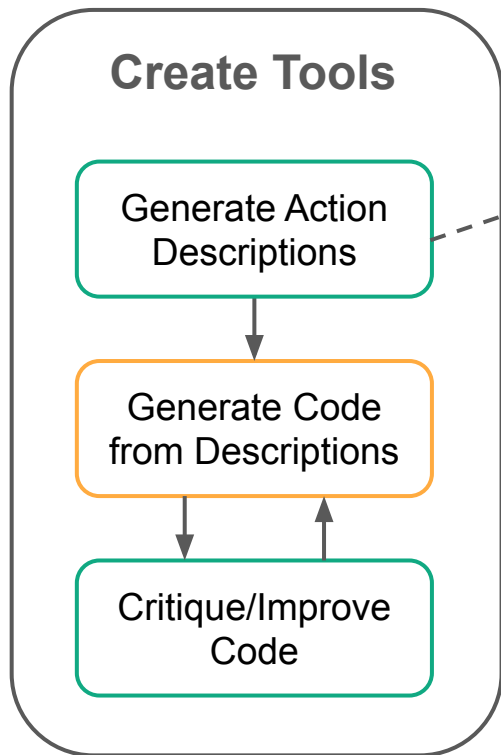 Create Tools
Generate Action
Descriptions
Generate Code
from Descriptions
Critique/Improve
Code